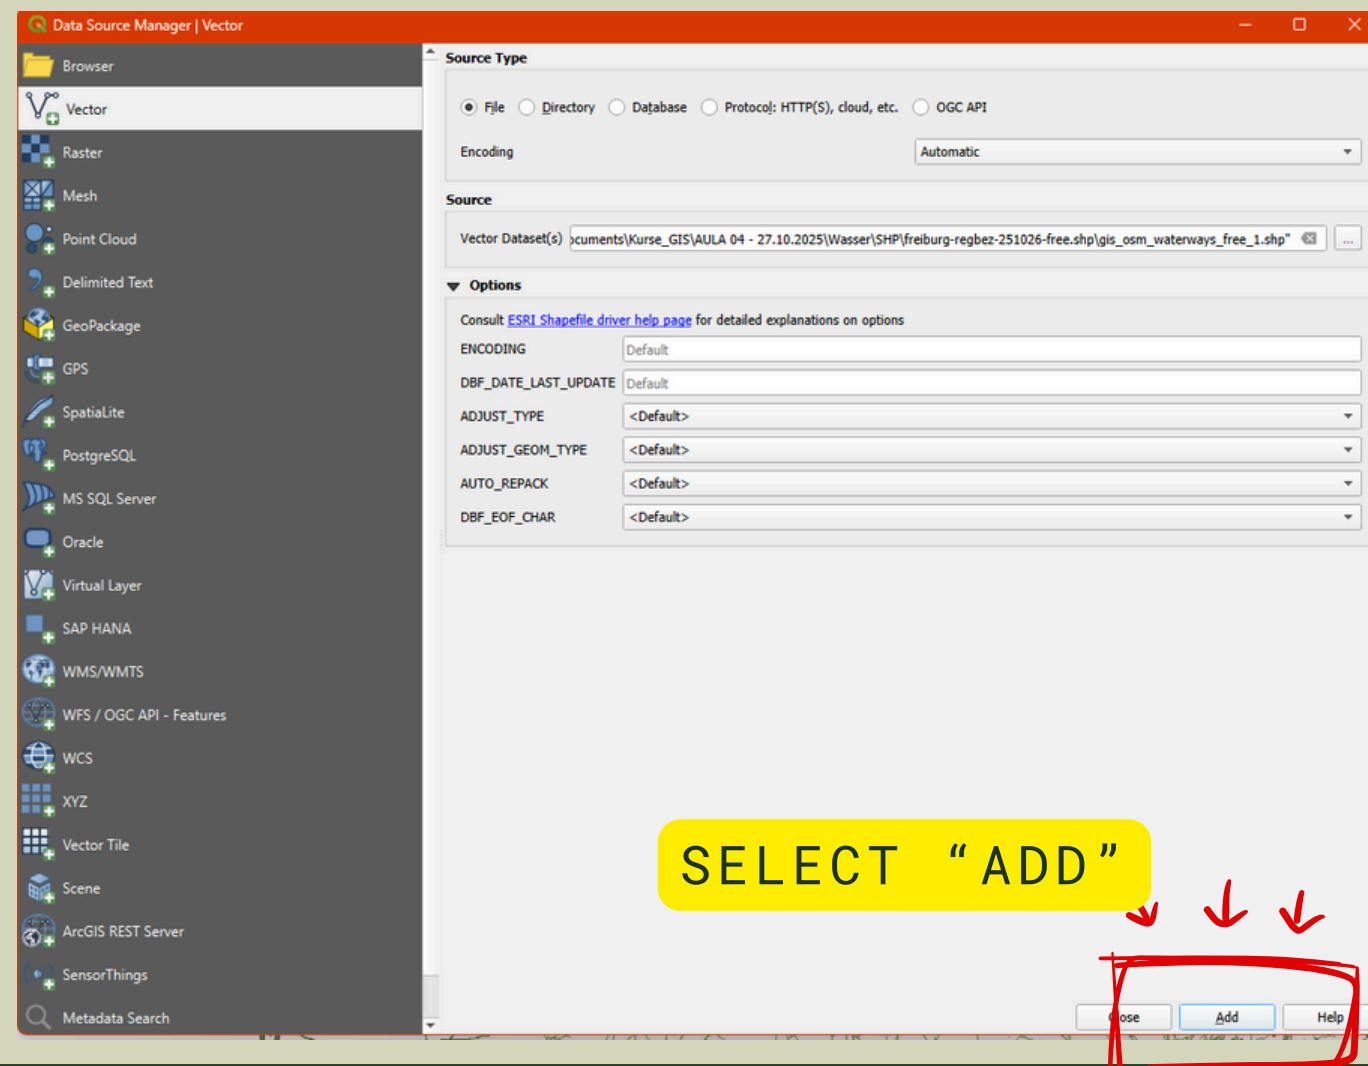 Data Source Manager | Vector
Browser
Vector
Raster
Mesh
Point Cloud
Delimited Text
GeoPackage
GPS
SpatiaLite
PostgreSQL
MS SQL Server
Oracle
Virtual Layer
SAP HANA
WMS/WMTS
WFS / OGC API - Features
WCS
XYZ
Vector Tile
Scene
ArcGIS REST Server
SensorThings
Metadata Search
Source Type
File Directory Database Protocol: HTTP(S), cloud, etc. OGC API
Encoding Automatic
Source
Vector Dataset(s) ocuments\Kurse_GIS\AULA 04 - 27.10.2025\Wasser\SHP\freiburg-regbez-251026-free.shp\gis_osm_waterways_free_1.shp" ...
Options
Consult ESRI Shapefile driver help page for detailed explanations on options
ENCODING Default
DBF_DATE_LAST_UPDATE Default
ADJUST_TYPE <Default>
ADJUST_GEOM_TYPE <Default>
AUTO_REPACK <Default>
DBF_EOF_CHAR <Default>
SELECT “ADD”
Close Add Help